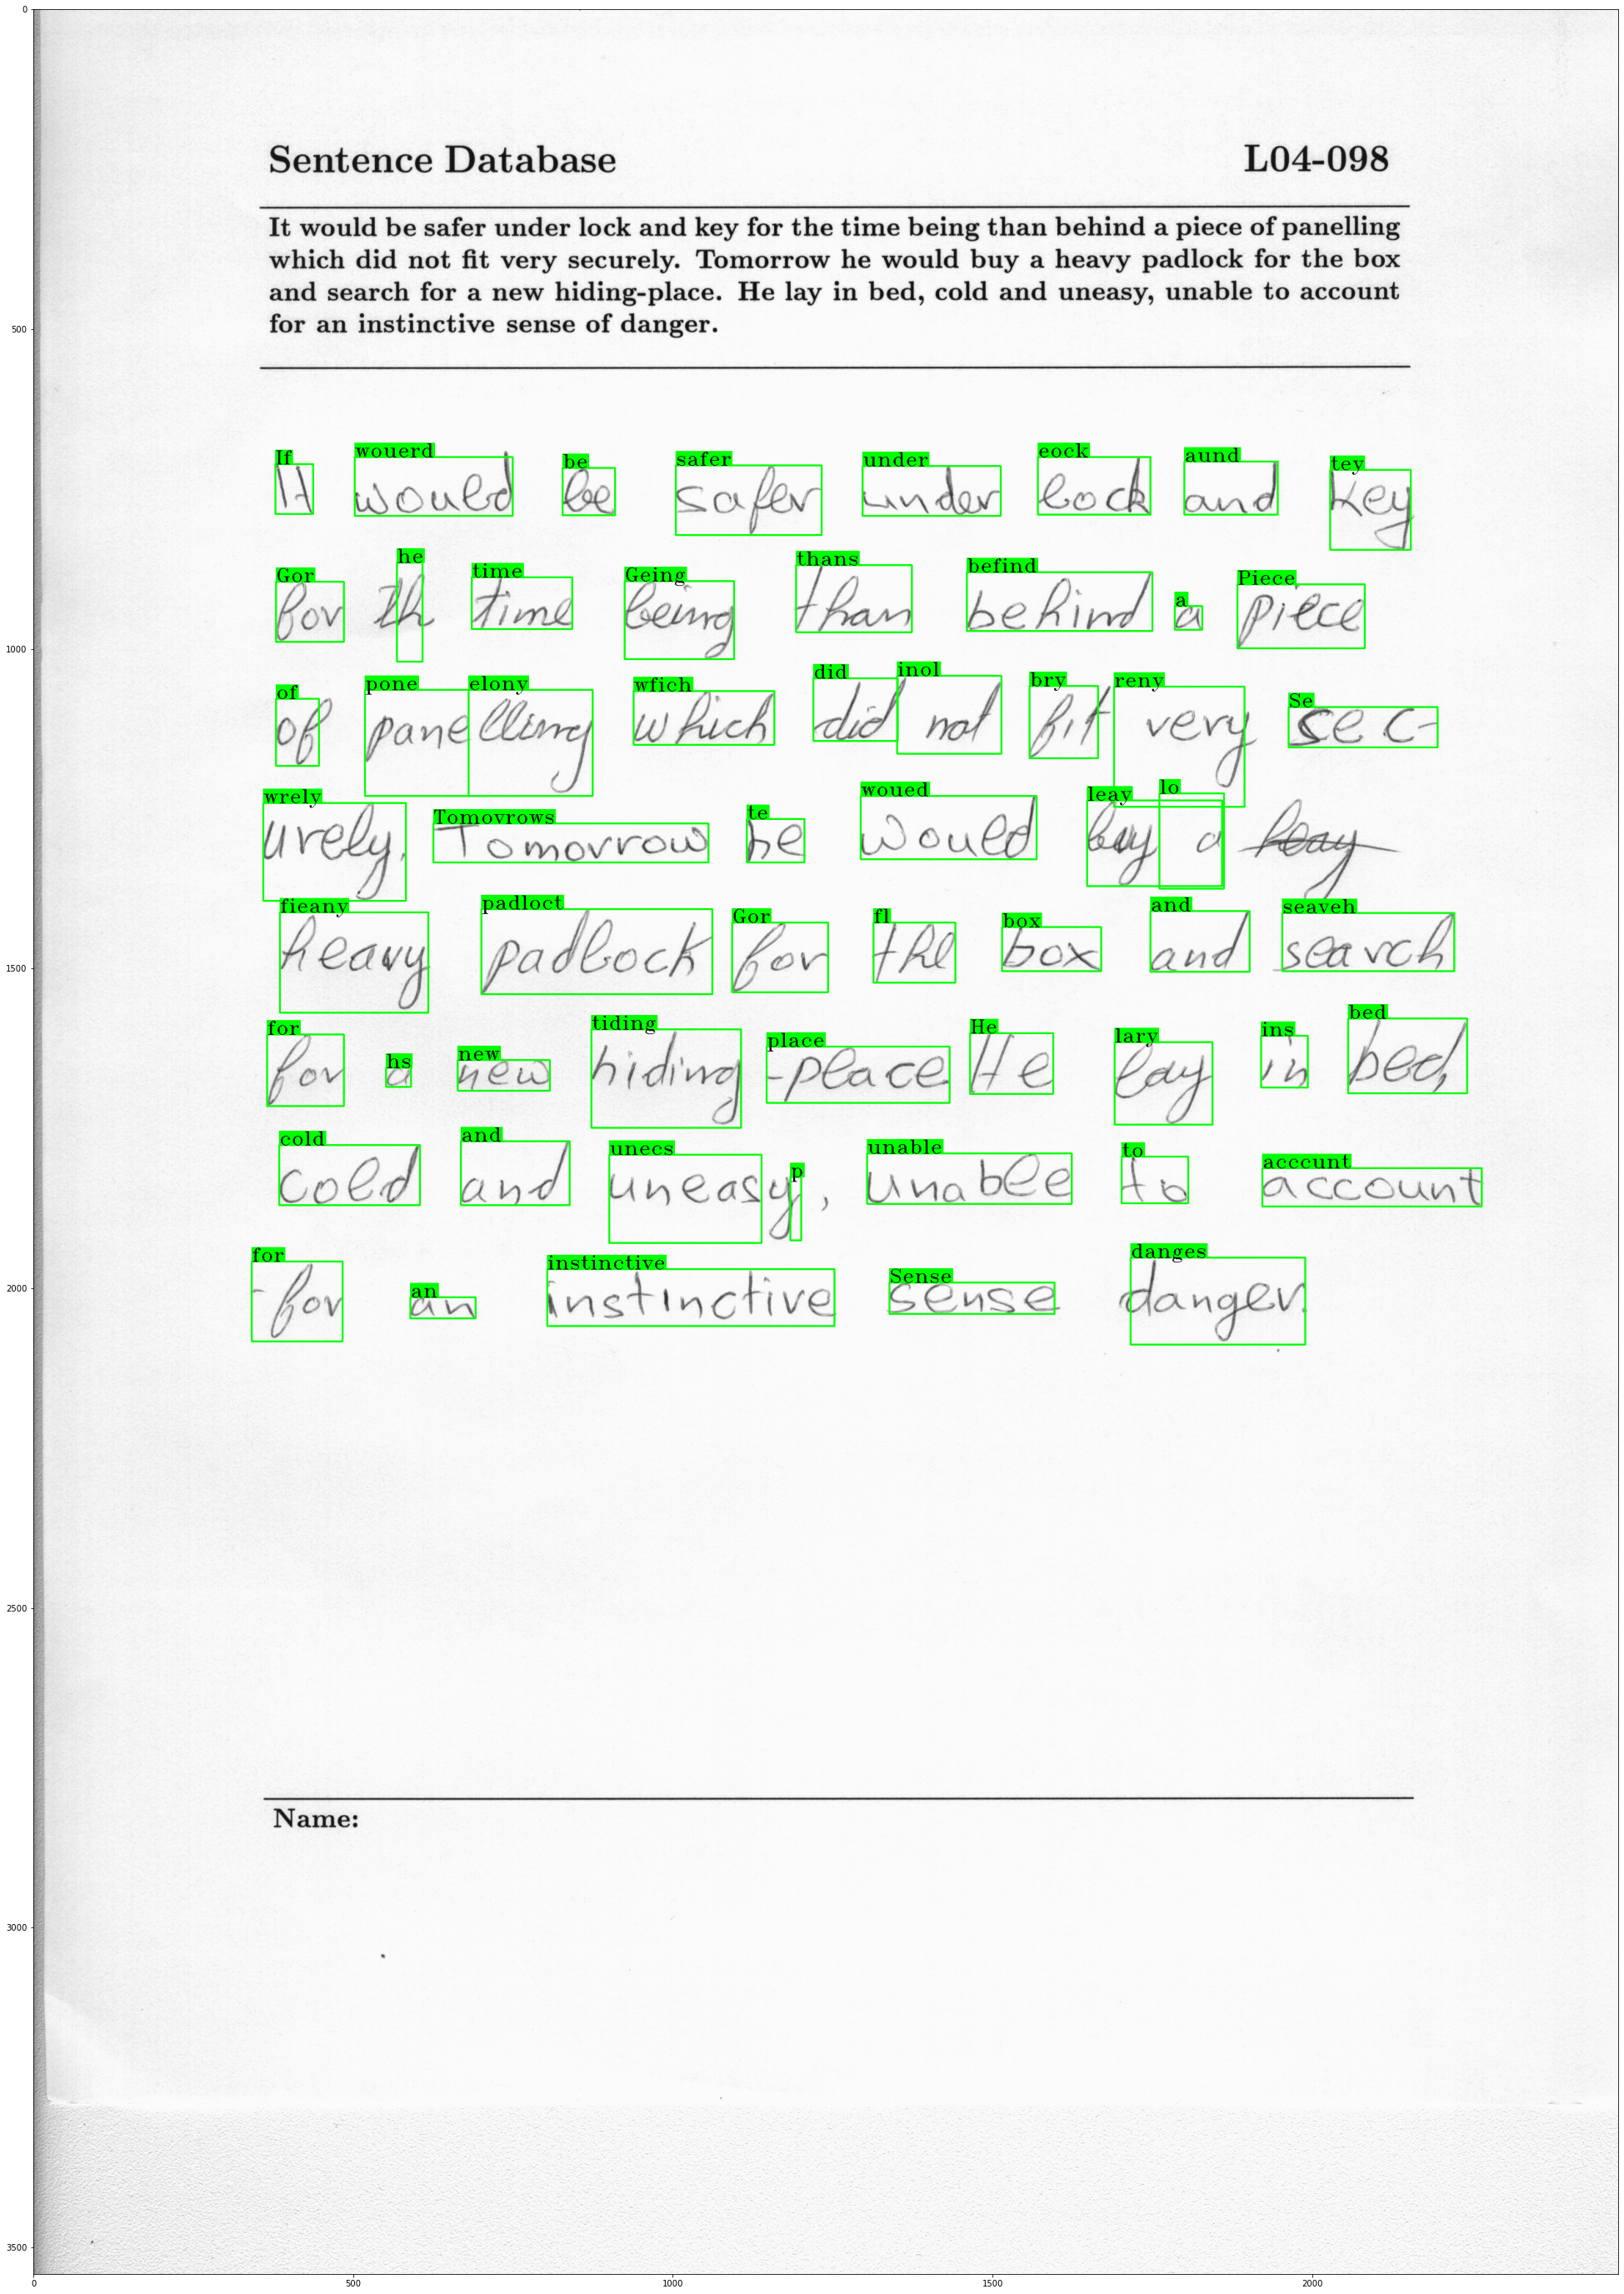 Sentence Database L04-098
It would be safer under lock and key for the time being than behind a piece of panelling
which did not fit very securely. Tomorrow he would buy a heavy padlock for the box
and search for a new hiding-place. He lay in bed, cold and uneasy, unable to account
for an instinctive sense of danger.
If wouerd be safer under eock aund tey
It would be safer under lock and key
Gor he time Geing thans befind a Piece
for th time being than behind a piece
of pone elony wfich did inol bry reny Se
of panelling which did not fit very sec-
wrely Tomovrows te woued leay lo
urely. Tomorrow he would buy a heay
fieany padloct Gor fl box and seaveh
heavy padlock for the box and search
for hs new tiding place He lary ins bed
for a new hiding -place He lay in bed,
cold and unecs p unable to acccunt
cold and uneasy, unable to account
for an instinctive Sense danges
-for an instinctive sense danger.
Name:
0
500
1000
1500
2000
2500
3000
3500
0 500 1000 1500 2000